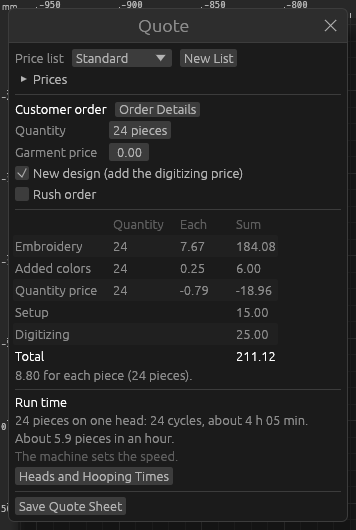 mm -950 -900 -850 -800
Quote
Price list Standard New List
Prices
Customer order Order Details
Quantity 24 pieces
Garment price 0.00
New design (add the digitizing price)
Rush order
Quantity Each Sum
Embroidery 24 7.67 184.08
Added colors 24 0.25 6.00
Quantity price 24 -0.79 -18.96
Setup 15.00
Digitizing 25.00
Total 211.12
8.80 for each piece (24 pieces).
Run time
24 pieces on one head: 24 cycles, about 4 h 05 min.
About 5.9 pieces in an hour.
The machine sets the speed.
Heads and Hooping Times
Save Quote Sheet